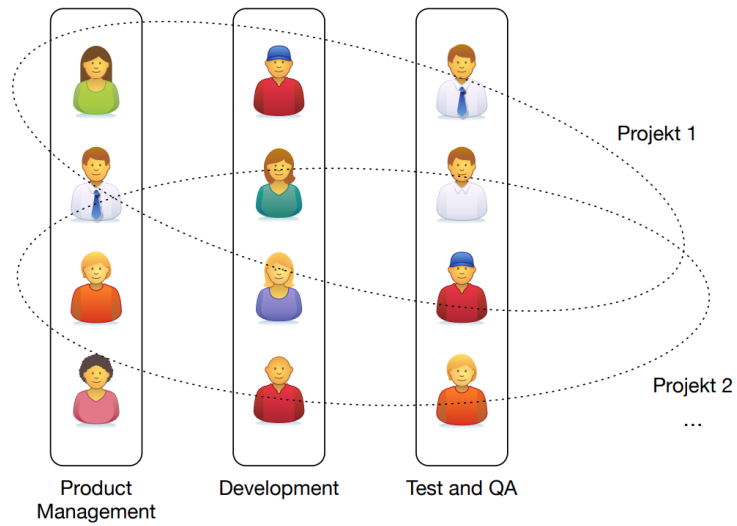 Projekt 1
Projekt 2
...
Product
Management
Development
Test and QA